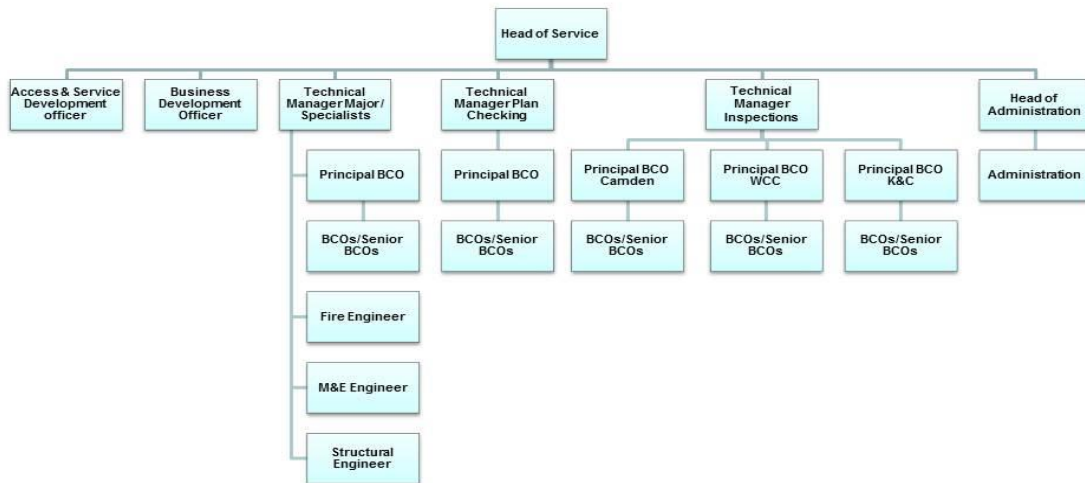 Head of Service
Access & Service
Development
officer
Business
Development
Officer
Technical
Manager Major/
Specialists
Technical
Manager Plan
Checking
Technical
Manager
Inspections
Head of
Administration
Principal BCO
Principal BCO
Principal BCO
Camden
Principal BCO
WCC
Principal BCO
K&C
Administration
BCOs/Senior
BCOs
BCOs/Senior
BCOs
BCOs/Senior
BCOs
BCOs/Senior
BCOs
BCOs/Senior
BCOs
Fire Engineer
M&E Engineer
Structural
Engineer